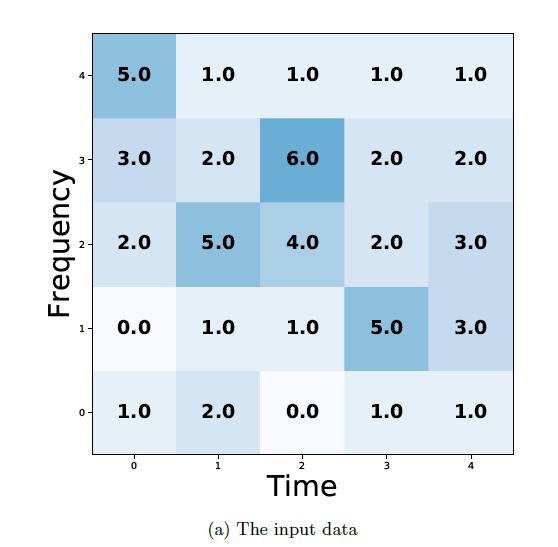 4 5.0 1.0 1.0 1.0 1.0
3 3.0 2.0 6.0 2.0 2.0
2 2.0 5.0 4.0 2.0 3.0
1 0.0 1.0 1.0 5.0 3.0
0 1.0 2.0 0.0 1.0 1.0
Frequency
0 1 2 3 4
Time
(a) The input data